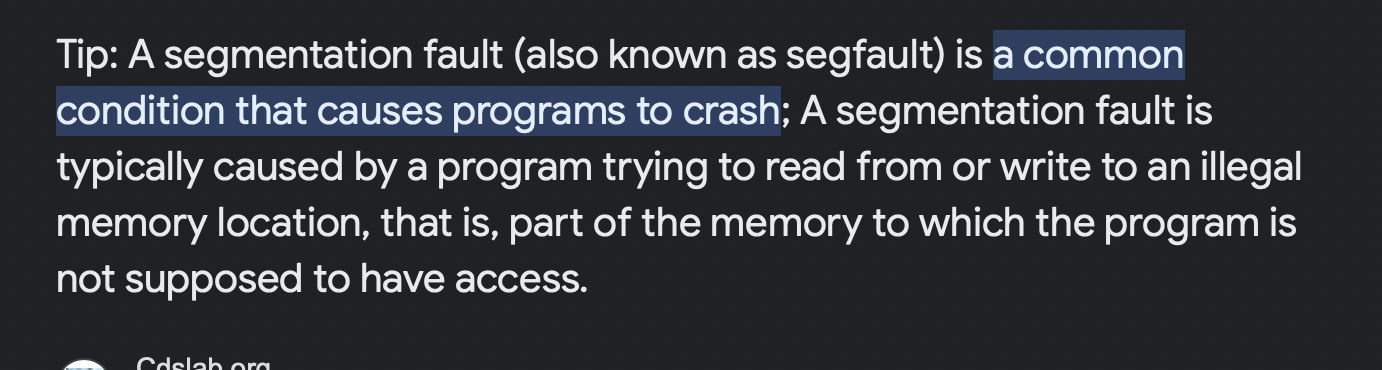 Tip: A segmentation fault (also known as segfault) is a common
condition that causes programs to crash; A segmentation fault is
typically caused by a program trying to read from or write to an illegal
memory location, that is, part of the memory to which the program is
not supposed to have access.
Cdslab.org